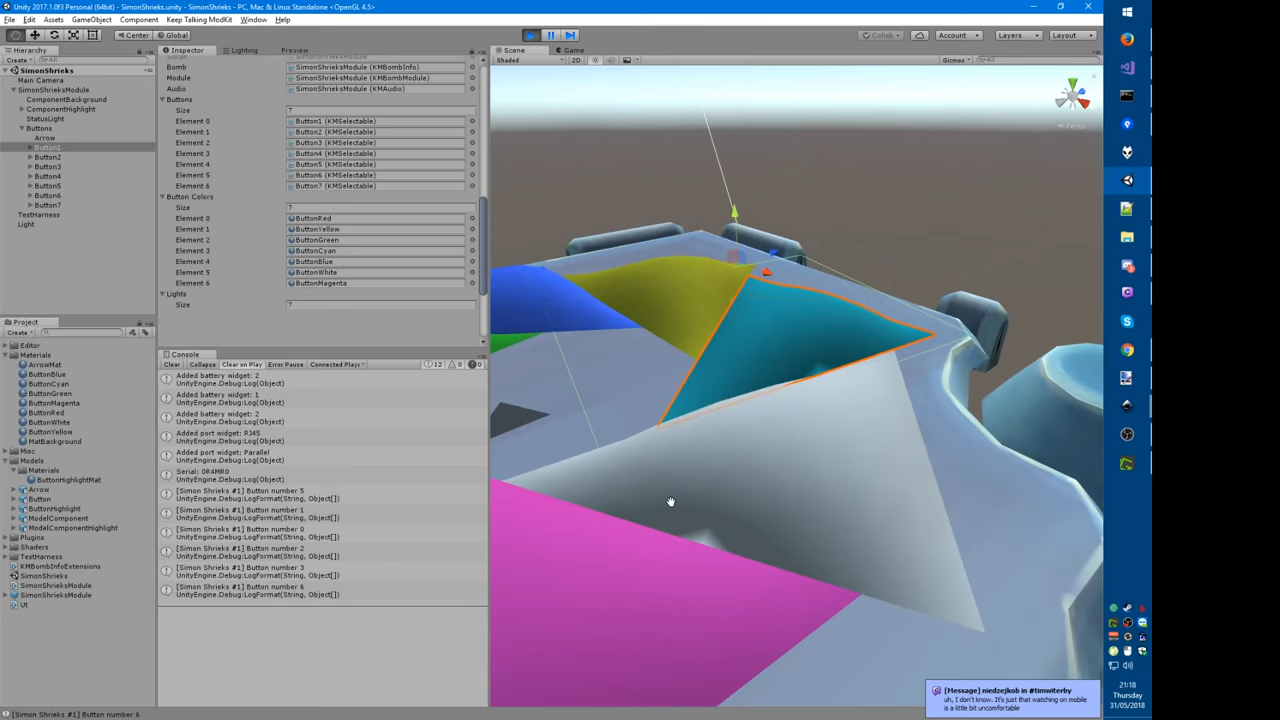 Unity 2017.1.0f3 Personal (64bit) - SimonShrieks.unity - SimonShrieks - PC, Mac & Linux Standalone <OpenGL 4.5>
File Edit Assets GameObject Component Keep Talking ModKit Window Help
Center Global
Collab Account Layers Layout
Hierarchy
Create All
SimonShrieks
Main Camera
SimonShrieksModule
ComponentBackground
ComponentHighlight
StatusLight
Buttons
Arrow
Button1
Button2
Button3
Button4
Button5
Button6
Button7
TestHarness
Light
Inspector Lighting Preview
Bomb SimonShrieksModule (KMBombInfo)
Module SimonShrieksModule (KMBombModule)
Audio SimonShrieksModule (KMAudio)
Buttons
Size 7
Element 0 Button1 (KMSelectable)
Element 1 Button2 (KMSelectable)
Element 2 Button3 (KMSelectable)
Element 3 Button4 (KMSelectable)
Element 4 Button5 (KMSelectable)
Element 5 Button6 (KMSelectable)
Element 6 Button7 (KMSelectable)
Button Colors
Size 7
Element 0 ButtonRed
Element 1 ButtonYellow
Element 2 ButtonGreen
Element 3 ButtonCyan
Element 4 ButtonBlue
Element 5 ButtonWhite
Element 6 ButtonMagenta
Lights
Size 7
Scene Game
Shaded 2D Gizmos All
Persp
Project
Create
Editor
Materials
ArrowMat
ButtonBlue
ButtonCyan
ButtonGreen
ButtonMagenta
ButtonRed
ButtonWhite
ButtonYellow
MatBackground
Misc
Models
Materials
ButtonHighlightMat
Arrow
Button
ButtonHighlight
ModelComponent
ModelComponentHighlight
Plugins
Shaders
TestHarness
KMBombInfoExtensions
SimonShrieks
SimonShrieksModule
SimonShrieksModule
Ut
Console
Clear Collapse Clear on Play Error Pause Connected Player 12 0 0
Added battery widget: 2
UnityEngine.Debug:Log(Object)
Added battery widget: 1
UnityEngine.Debug:Log(Object)
Added battery widget: 2
UnityEngine.Debug:Log(Object)
Added port widget: RJ45
UnityEngine.Debug:Log(Object)
Added port widget: Parallel
UnityEngine.Debug:Log(Object)
Serial: 0R4MR0
UnityEngine.Debug:Log(Object)
[Simon Shrieks #1] Button number 5
UnityEngine.Debug:LogFormat(String, Object[])
[Simon Shrieks #1] Button number 1
UnityEngine.Debug:LogFormat(String, Object[])
[Simon Shrieks #1] Button number 0
UnityEngine.Debug:LogFormat(String, Object[])
[Simon Shrieks #1] Button number 2
UnityEngine.Debug:LogFormat(String, Object[])
[Simon Shrieks #1] Button number 3
UnityEngine.Debug:LogFormat(String, Object[])
[Simon Shrieks #1] Button number 6
UnityEngine.Debug:LogFormat(String, Object[])
[Simon Shrieks #1] Button number 6
[Message] niedzejkob in #timwiterby
uh, I don't know. It's just that watching on mobile
is a little bit uncomfortable
21:18
Thursday
31/05/2018